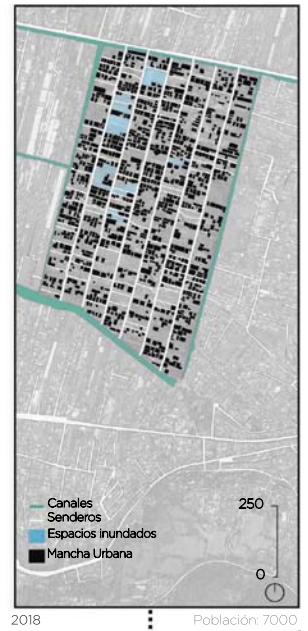 Canales
Senderos
Espacios inundados
Mancha Urbana
250
0
2018
Población: 7000